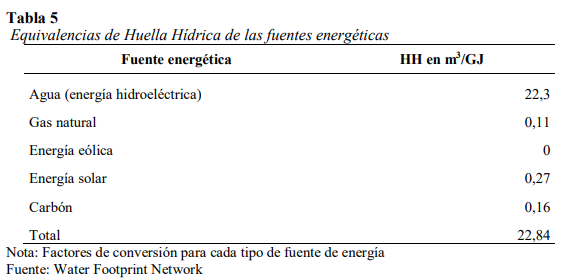 Tabla 5
Equivalencias de Huella Hídrica de las fuentes energéticas
Fuente energética HH en m³/GJ
Agua (energía hidroeléctrica) 22,3
Gas natural 0,11
Energía eólica 0
Energía solar 0,27
Carbón 0,16
Total 22,84
Nota: Factores de conversión para cada tipo de fuente de energía
Fuente: Water Footprint Network